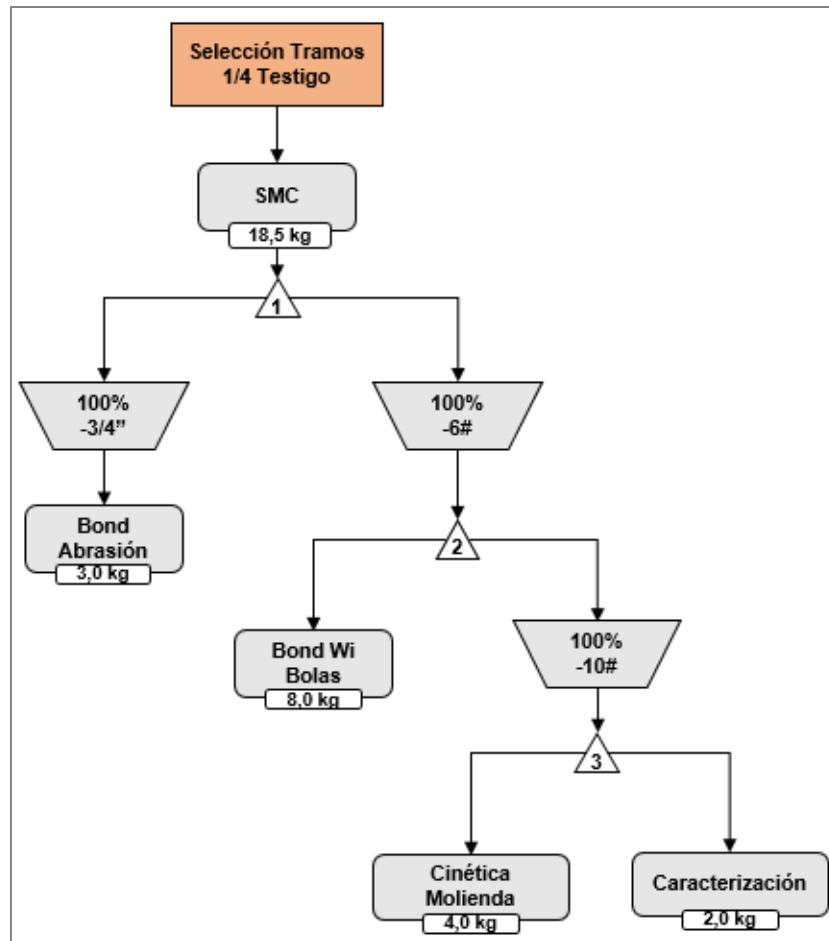 Selección Tramos
1/4 Testigo
SMC
18,5 kg
1
100%
-3/4”
100%
-6#
Bond
Abrasión
3,0 kg
2
Bond Wi
Bolas
8,0 kg
100%
-10#
3
Cinética
Molienda
4,0 kg
Caracterización
2,0 kg